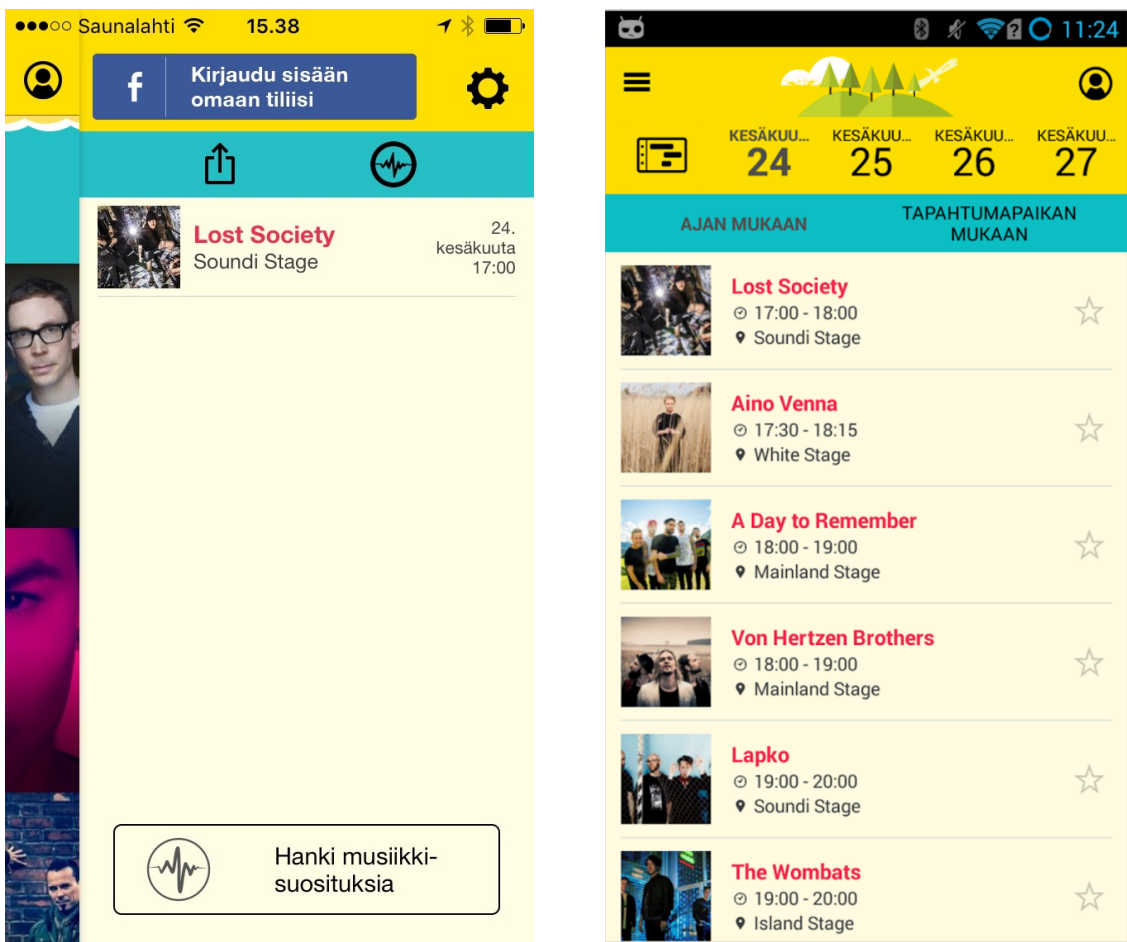 Saunalahti 15.38
f
Kirjaudu sisään
omaan tiliisi
Lost Society
Soundi Stage
24.
kesäkuuta
17:00
Hanki musiikki-
suosituksia
11:24
KESÄKUU... KESÄKUU... KESÄKUU... KESÄKUU...
24 25 26 27
AJAN MUKAAN
TAPAHTUMAPAIKAN
MUKAAN
Lost Society
17:00 - 18:00
Soundi Stage
Aino Venna
17:30 - 18:15
White Stage
A Day to Remember
18:00 - 19:00
Mainland Stage
Von Hertzen Brothers
18:00 - 19:00
Mainland Stage
Lapko
19:00 - 20:00
Soundi Stage
The Wombats
19:00 - 20:00
Island Stage